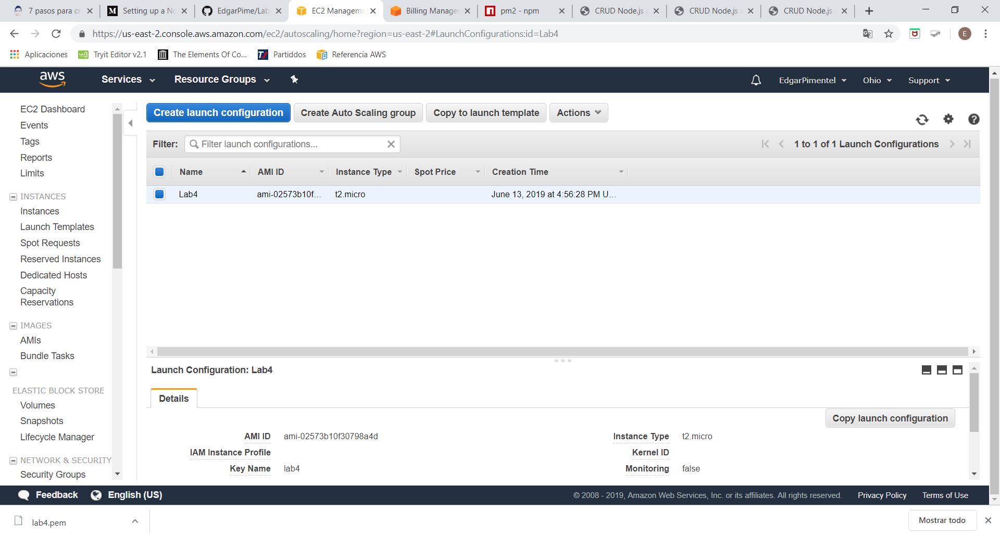 7 pasos para cr
Setting up a No
EdgarPime/Lab
EC2 Manageme
Billing Manage
pm2 - npm
CRUD Node.js
CRUD Node.js
CRUD Node.js
https://us-east-2.console.aws.amazon.com/ec2/autoscaling/home?region=us-east-2#LaunchConfigurations:id=Lab4
E
Aplicaciones
Tryit Editor v2.1
The Elements Of Co...
Partiddos
Referencia AWS
aws
Services
Resource Groups
EdgarPimentel
Ohio
Support
EC2 Dashboard
Events
Tags
Reports
Limits
INSTANCES
Instances
Launch Templates
Spot Requests
Reserved Instances
Dedicated Hosts
Capacity
Reservations
IMAGES
AMIs
Bundle Tasks
ELASTIC BLOCK STORE
Volumes
Snapshots
Lifecycle Manager
NETWORK & SECURITY
Security Groups
Create launch configuration
Create Auto Scaling group
Copy to launch template
Actions
Filter:
Filter launch configurations...
1 to 1 of 1 Launch Configurations
Name
AMI ID
Instance Type
Spot Price
Creation Time
Lab4
ami-02573b10f...
t2.micro
June 13, 2019 at 4:56:28 PM U...
Launch Configuration: Lab4
Details
Copy launch configuration
AMI ID ami-02573b10f30798a4d
Instance Type t2.micro
IAM Instance Profile
Kernel ID
Key Name lab4
Monitoring false
Feedback
English (US)
© 2008 - 2019, Amazon Web Services, Inc. or its affiliates. All rights reserved.
Privacy Policy
Terms of Use
lab4.pem
Mostrar todo